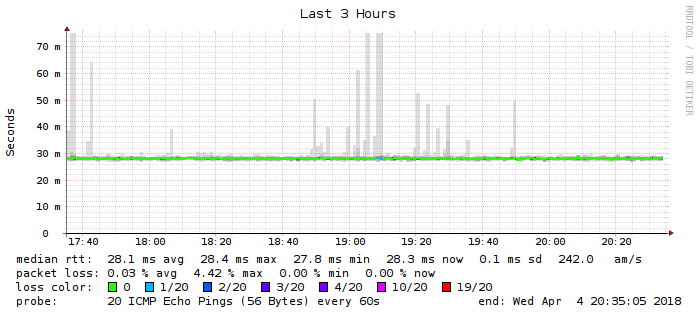 Last 3 Hours
RRDTOOL / TOBI OETIKER
Seconds
70 m
60 m
50 m
40 m
30 m
20 m
10 m
0
17:40 18:00 18:20 18:40 19:00 19:20 19:40 20:00 20:20
median rtt: 28.1 ms avg 28.4 ms max 27.8 ms min 28.3 ms now 0.1 ms sd 242.0 am/s
packet loss: 0.03 % avg 4.42 % max 0.00 % min 0.00 % now
loss color: 0 1/20 2/20 3/20 4/20 10/20 19/20
probe: 20 ICMP Echo Pings (56 Bytes) every 60s end: Wed Apr 4 20:35:05 2018